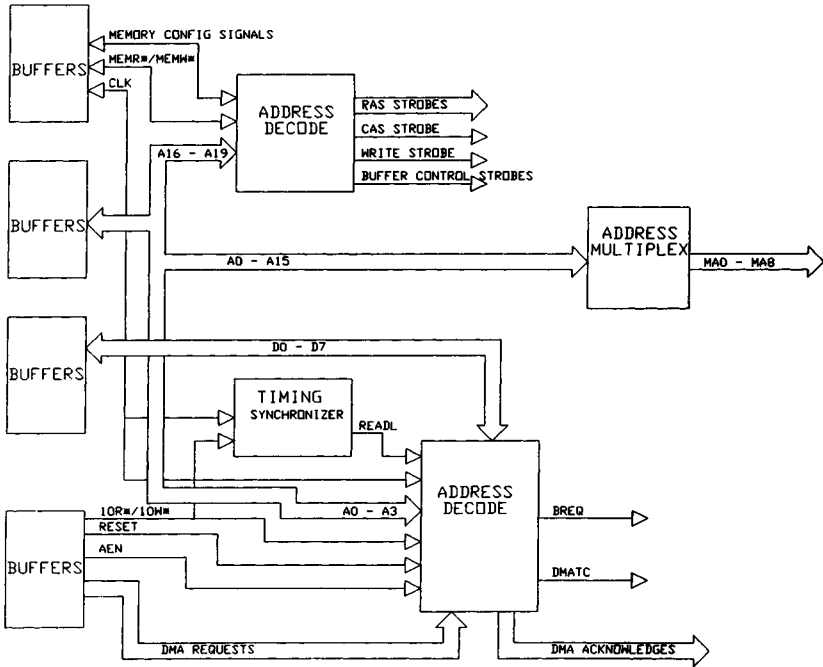 MEMORY CONFIG SIGNALS
BUFFERS
MEMR*/MEMW*
CLK
ADDRESS
DECODE
RAS STROBES
CAS STROBE
WRITE STROBE
BUFFER CONTROL STROBES
A16 - A19
BUFFERS
ADDRESS
MULTIPLEX
A0 - A15
MA0 - MA8
D0 - D7
BUFFERS
TIMING
SYNCHRONIZER
READL
ADDRESS
DECODE
A0 - A3
IOR*/IOW*
RESET
AEN
BUFFERS
BREQ
DMATC
DMA REQUESTS
DMA ACKNOWLEDGES